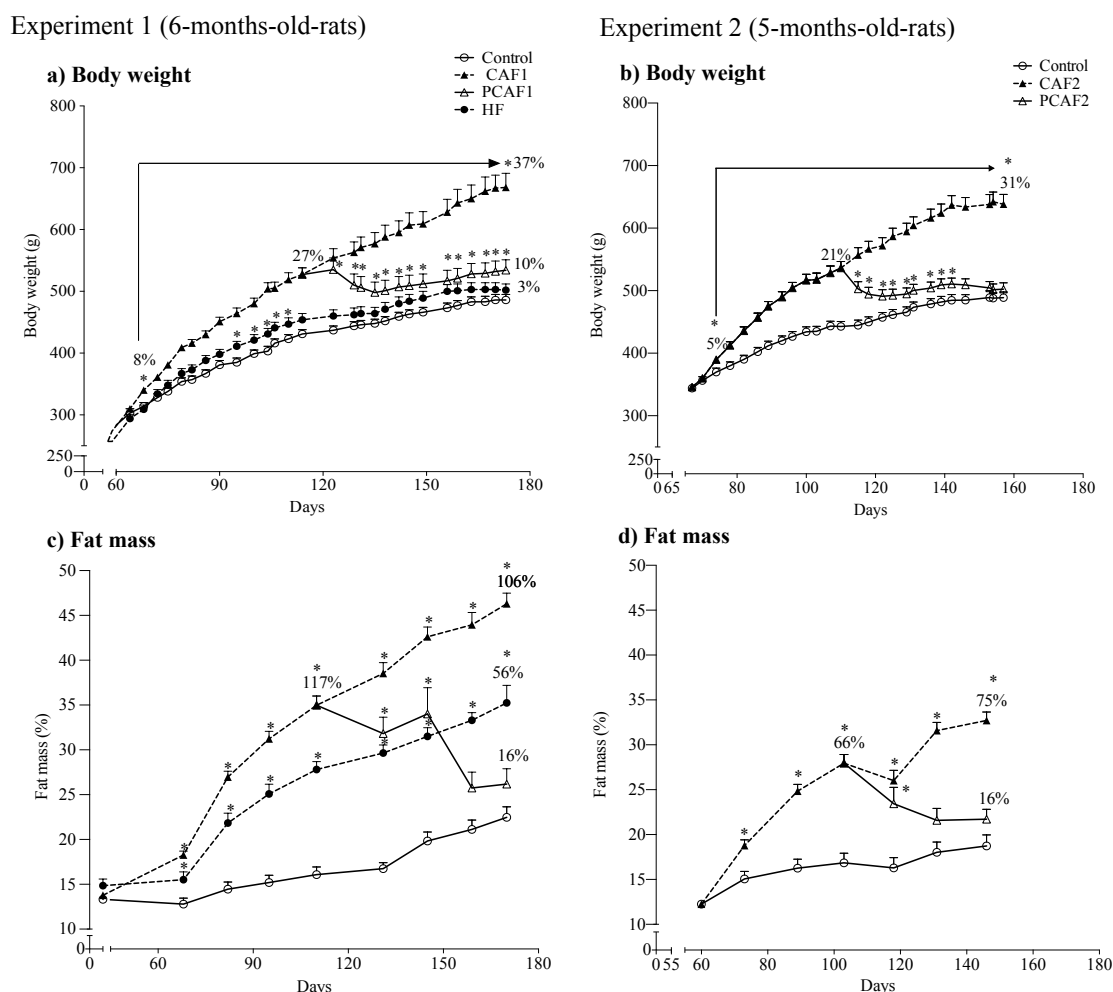 Experiment 1 (6-months-old-rats)
Experiment 2 (5-months-old-rats)
a) Body weight
Control
CAF1
PCAF1
HF
800
700
600
500
400
300
250
0
Body weight (g)
* 37%
27%
10%
3%
8%
*
* * * * * * * * * * * * * *
* * * * *
0 60 90 120 150 180
Days
b) Body weight
Control
CAF2
PCAF2
800
700
600
500
400
300
250
0
Body weight (g)
*
31%
21%
*
5%
* * * * * * * * *
0 65 80 100 120 140 160 180
Days
c) Fat mass
50
45
40
35
30
25
20
15
10
0
Fat mass (%)
*
106%
*
117%
*
56%
16%
* * * * * * * * * * * * * * * *
0 60 90 120 150 180
Days
d) Fat mass
50
45
40
35
30
25
20
15
10
0
Fat mass (%)
*
75%
*
66%
16%
* * * * *
0 55 60 80 100 120 140 160 180
Days